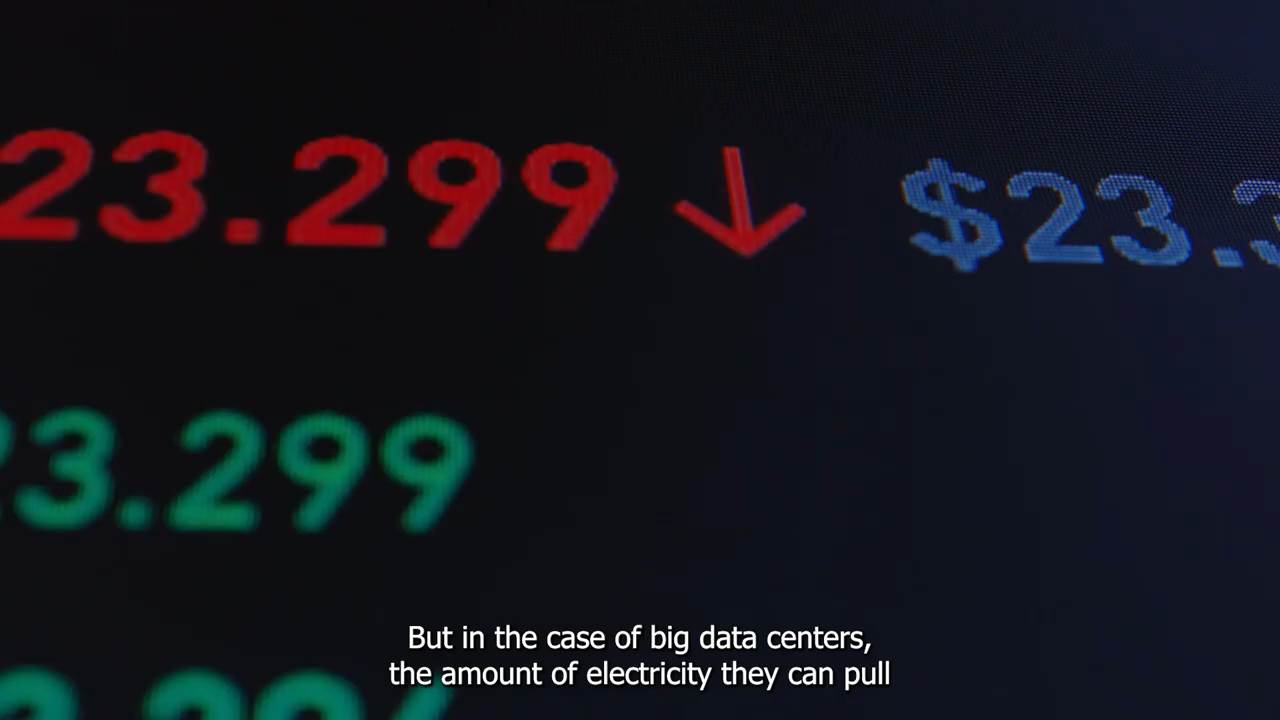 23.299 ↓ $23.
3.299
But in the case of big data centers,
the amount of electricity they can pull